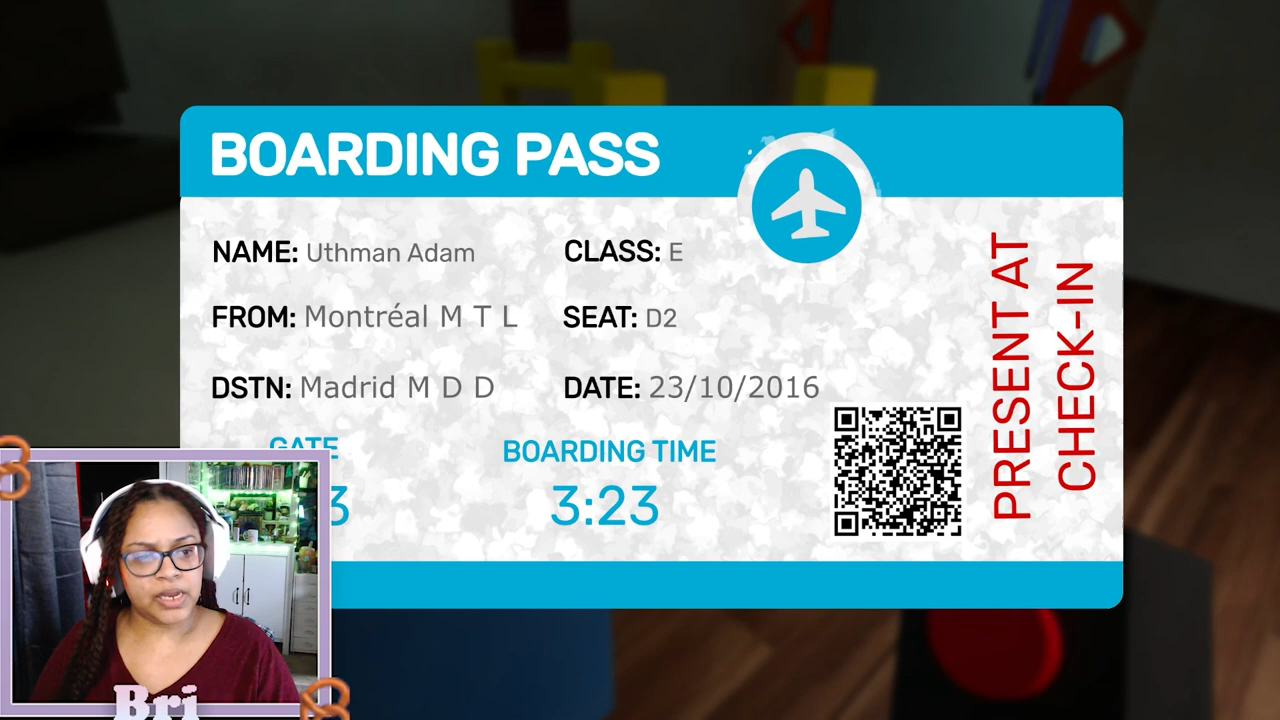 BOARDING PASS
NAME: Uthman Adam
CLASS: E
FROM: Montréal M T L
SEAT: D2
DSTN: Madrid M D D
DATE: 23/10/2016
GATE
BOARDING TIME
3:23
PRESENT AT
CHECK-IN
Bri